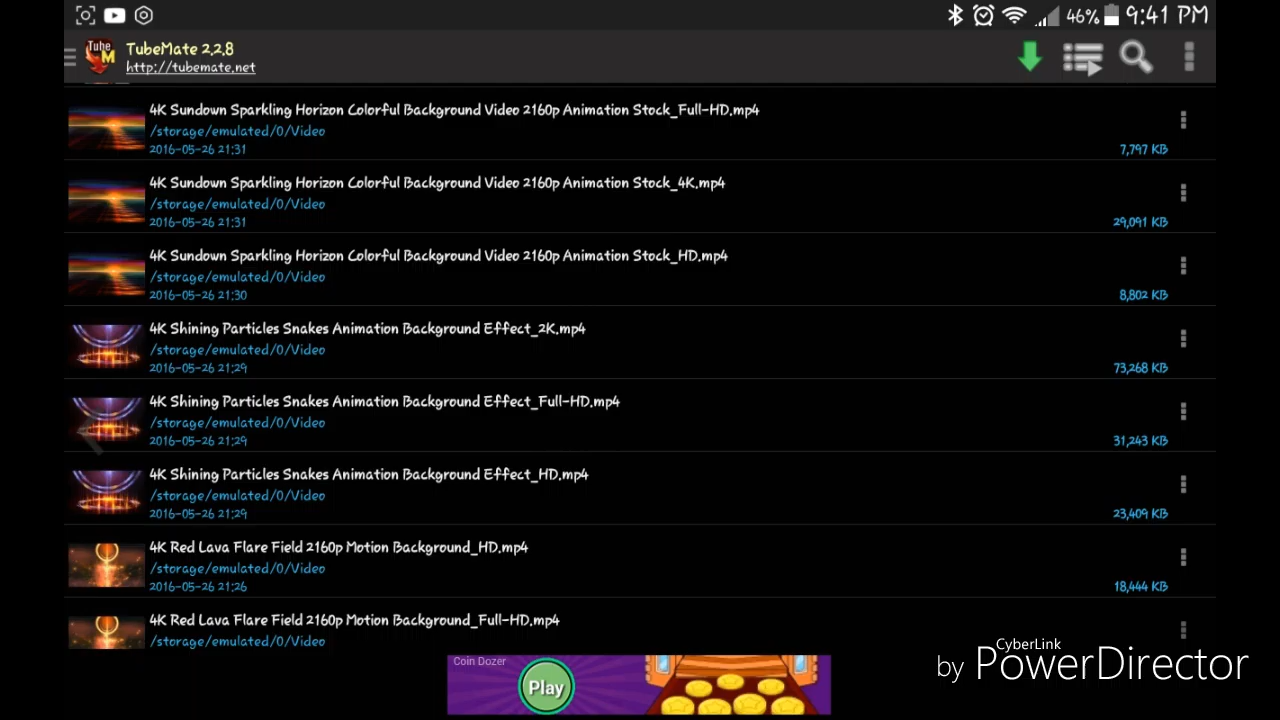 46% 9:41 PM
Tube M
TubeMate 2.2.8
http://tubemate.net
4K Sundown Sparkling Horizon Colorful Background Video 2160p Animation Stock_Full-HD.mp4
/storage/emulated/0/Video
2016-05-26 21:31 7,797 KB
4K Sundown Sparkling Horizon Colorful Background Video 2160p Animation Stock_4K.mp4
/storage/emulated/0/Video
2016-05-26 21:31 29,091 KB
4K Sundown Sparkling Horizon Colorful Background Video 2160p Animation Stock_HD.mp4
/storage/emulated/0/Video
2016-05-26 21:30 8,802 KB
4K Shining Particles Snakes Animation Background Effect_2K.mp4
/storage/emulated/0/Video
2016-05-26 21:29 73,268 KB
4K Shining Particles Snakes Animation Background Effect_Full-HD.mp4
/storage/emulated/0/Video
2016-05-26 21:29 31,243 KB
4K Shining Particles Snakes Animation Background Effect_HD.mp4
/storage/emulated/0/Video
2016-05-26 21:29 23,409 KB
4K Red Lava Flare Field 2160p Motion Background_HD.mp4
/storage/emulated/0/Video
2016-05-26 21:26 18,444 KB
4K Red Lava Flare Field 2160p Motion Background_Full-HD.mp4
/storage/emulated/0/Video
Coin Dozer
Play
CyberLink
by PowerDirector